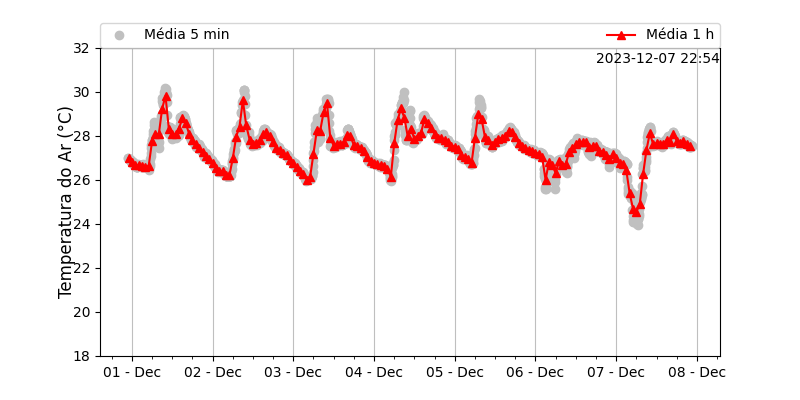 Média 5 min
Média 1 h
2023-12-07 22:54
Temperatura do Ar (°C)
32
30
28
26
24
22
20
18
01 - Dec
02 - Dec
03 - Dec
04 - Dec
05 - Dec
06 - Dec
07 - Dec
08 - Dec